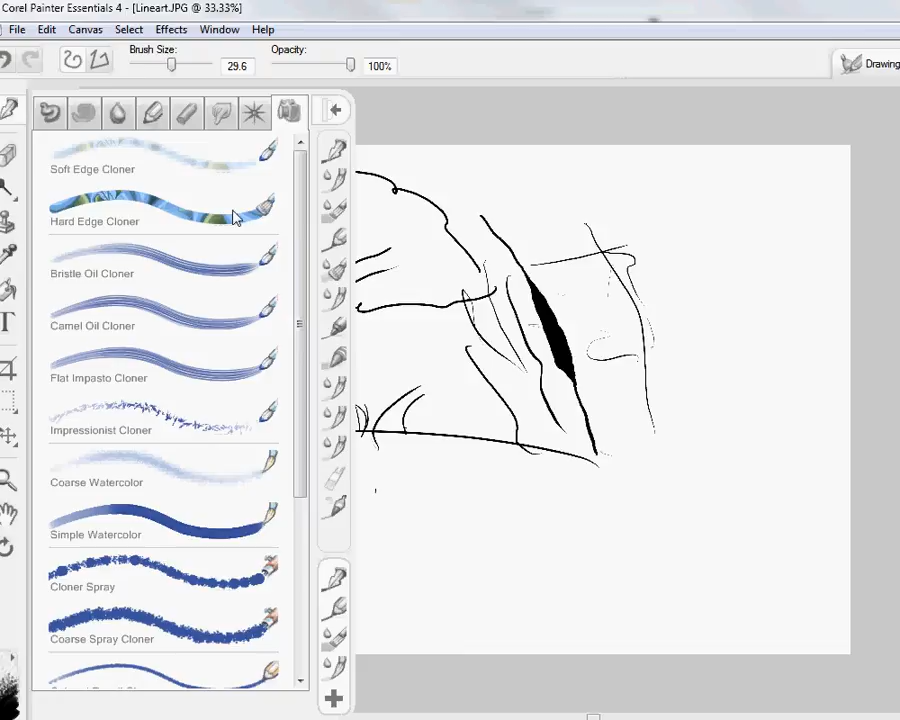 Corel Painter Essentials 4 - [Lineart.JPG @ 33.33%]
File Edit Canvas Select Effects Window Help
Brush Size: 29.6 Opacity: 100% Drawing
Soft Edge Cloner
Hard Edge Cloner
Bristle Oil Cloner
Camel Oil Cloner
Flat Impasto Cloner
Impressionist Cloner
Coarse Watercolor
Simple Watercolor
Cloner Spray
Coarse Spray Cloner